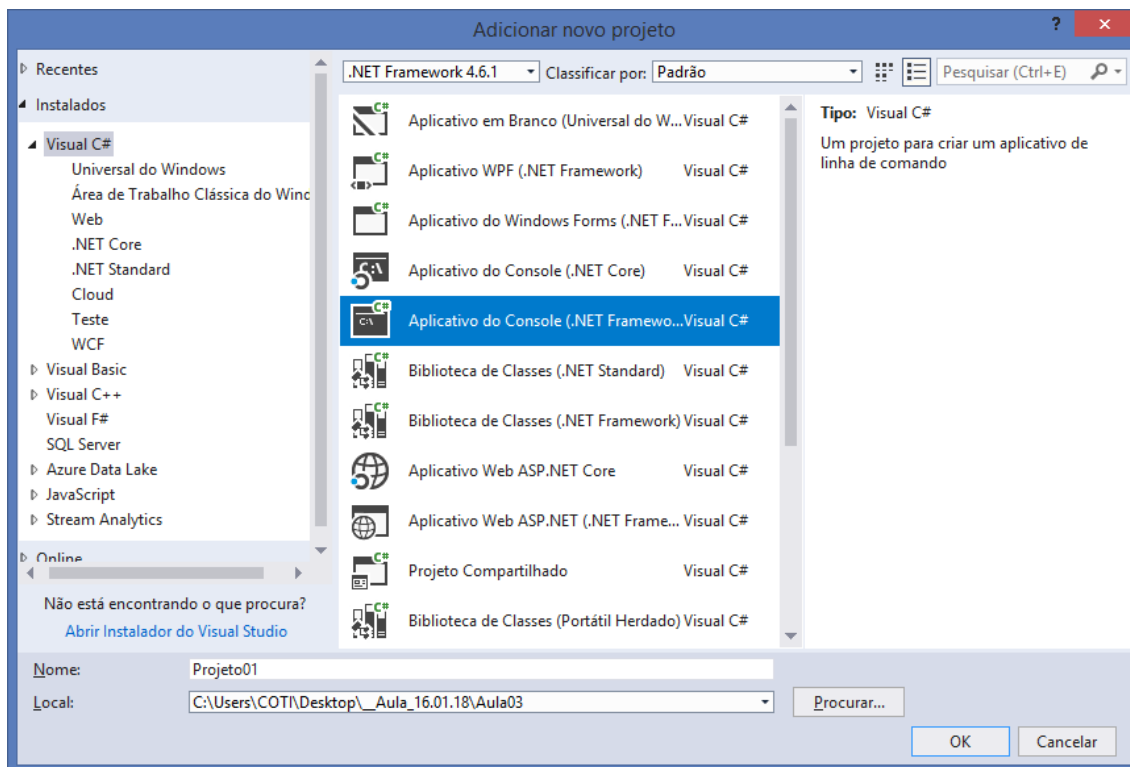 Adicionar novo projeto
?
×
Recentes
Instalados
Visual C#
Universal do Windows
Área de Trabalho Clássica do Winc
Web
.NET Core
.NET Standard
Cloud
Teste
WCF
Visual Basic
Visual C++
Visual F#
SQL Server
Azure Data Lake
JavaScript
Stream Analytics
Online
Não está encontrando o que procura?
Abrir Instalador do Visual Studio
.NET Framework 4.6.1 Classificar por: Padrão
Pesquisar (Ctrl+E)
C# Aplicativo em Branco (Universal do W... Visual C#
C# Aplicativo WPF (.NET Framework) Visual C#
C# Aplicativo do Windows Forms (.NET F... Visual C#
C# C:\ Aplicativo do Console (.NET Core) Visual C#
C# C:\ Aplicativo do Console (.NET Framewo... Visual C#
C# Biblioteca de Classes (.NET Standard) Visual C#
C# Biblioteca de Classes (.NET Framework) Visual C#
C# Aplicativo Web ASP.NET Core Visual C#
C# Aplicativo Web ASP.NET (.NET Frame... Visual C#
C# Projeto Compartilhado Visual C#
C# Biblioteca de Classes (Portátil Herdado) Visual C#
Tipo: Visual C#
Um projeto para criar um aplicativo de
linha de comando
Nome: Projeto01
Local: C:\Users\COTI\Desktop\__Aula_16.01.18\Aula03 Procurar...
OK Cancelar